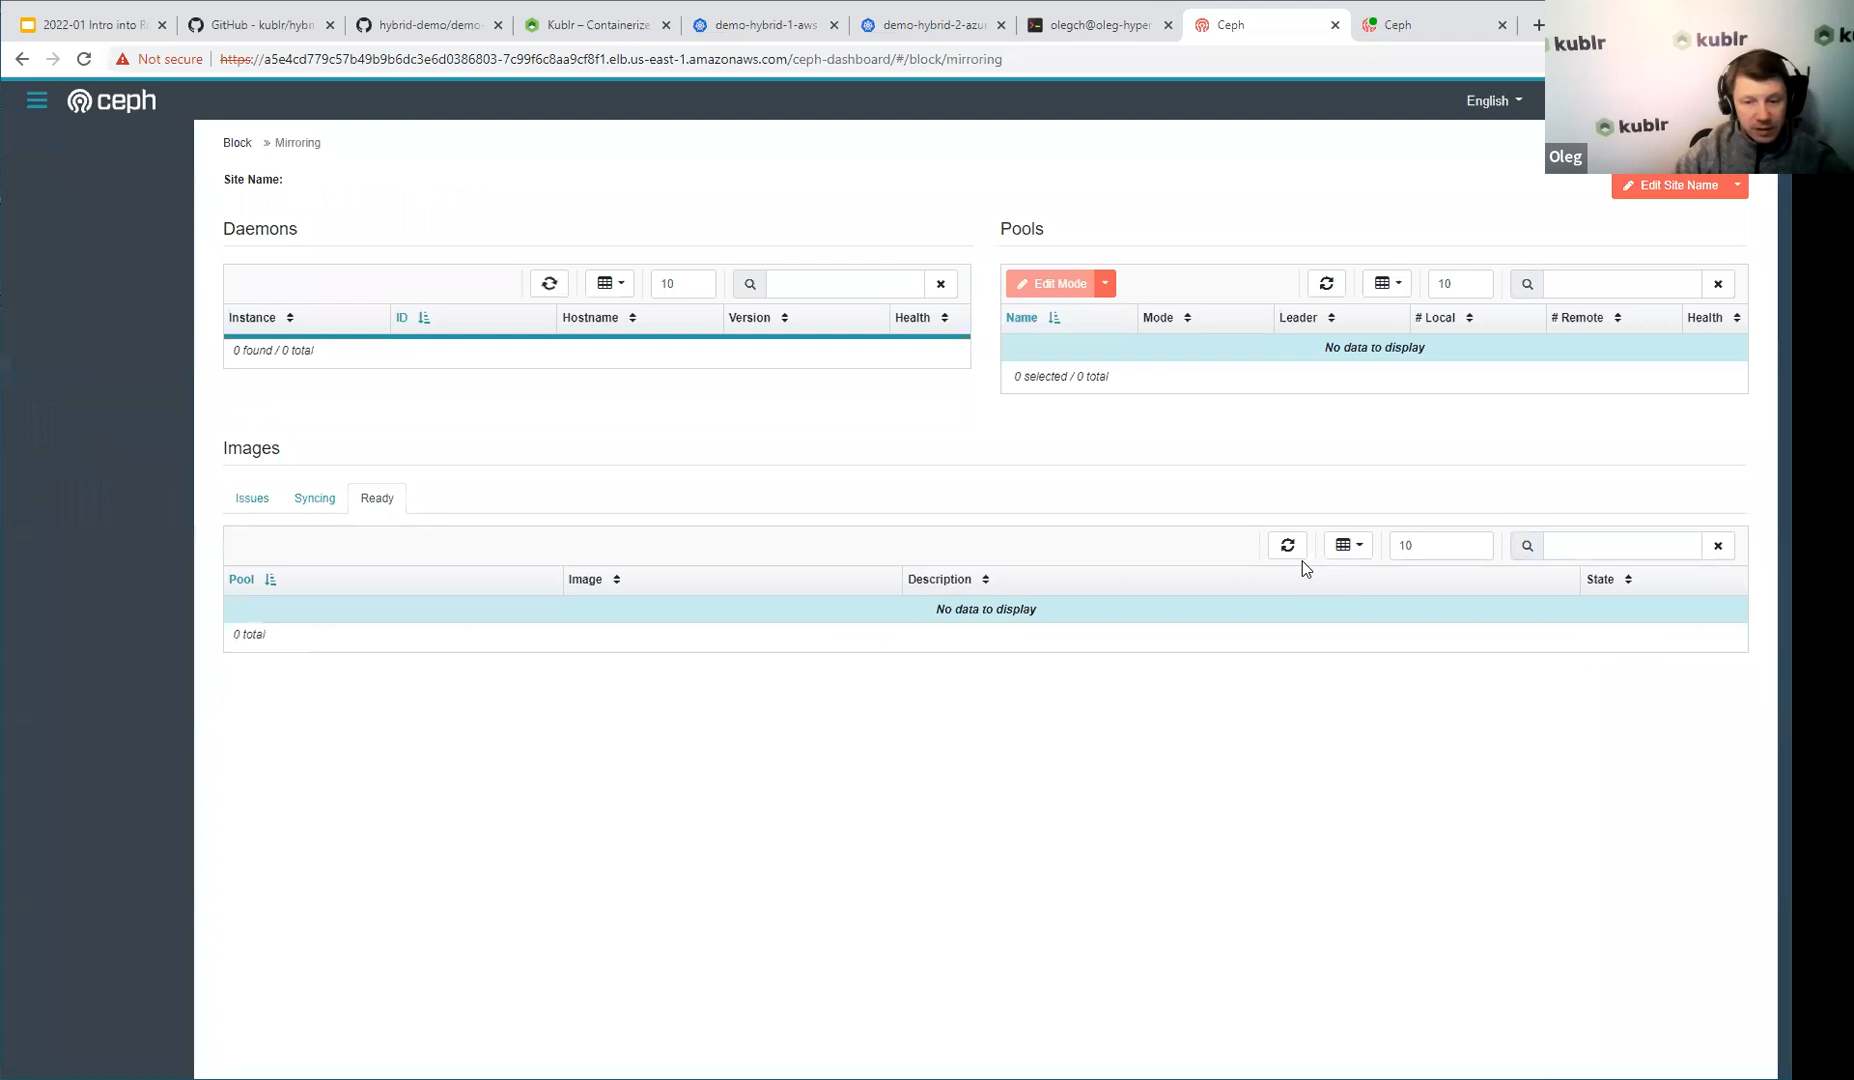 2022-01 Intro into R
GitHub - kublr/hybr
hybrid-demo/demo-
Kublr – Containerize
demo-hybrid-1-aws
demo-hybrid-2-azu
olegch@oleg-hyper
Ceph
Ceph
Not secure https://a5e4cd779c57b49b9b6dc3e6d0386803-7c99f6c8aa9cf8f1.elb.us-east-1.amazonaws.com/ceph-dashboard/#/block/mirroring
ceph
English
kublr
kublr
kublr
Oleg
Block » Mirroring
Site Name:
Edit Site Name
Daemons
10
Instance ID Hostname Version Health
0 found / 0 total
Pools
Edit Mode
10
Name Mode Leader # Local # Remote Health
No data to display
0 selected / 0 total
Images
Issues Syncing Ready
10
Pool Image Description State
No data to display
0 total